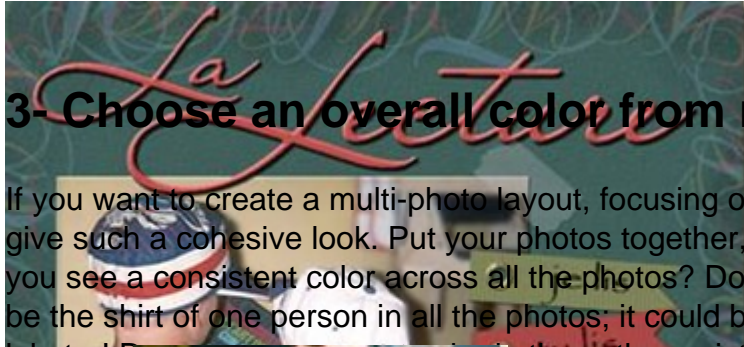 La
Lecture
3- Choose an overall color from
If you want to create a multi-photo layout, focusing
give such a cohesive look. Put your photos together,
you see a consistent color across all the photos? Do
be the shirt of one person in all the photos; it could